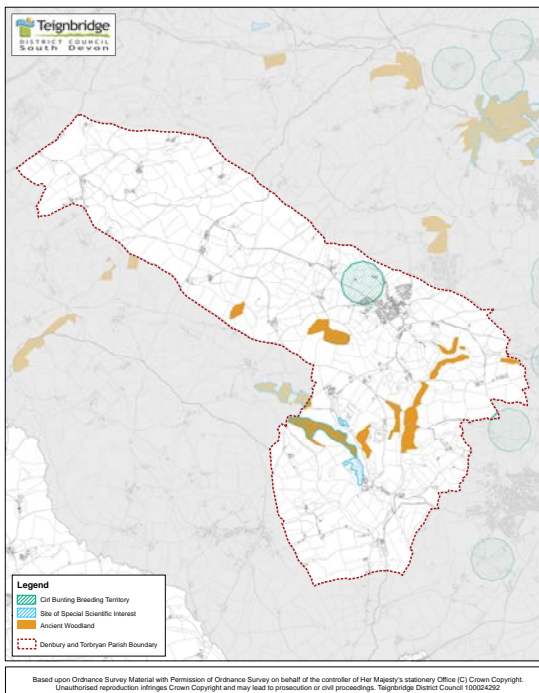 Teignbridge
DISTRICT COUNCIL
South Devon
Legend
Cirl Bunting Breeding Territory
Site of Special Scientific Interest
Ancient Woodland
Denbury and Torbryan Parish Boundary
Based upon Ordnance Survey Material with Permission of Ordnance Survey on behalf of the controller of Her Majesty's stationery Office (C) Crown Copyright.
Unauthorised reproduction infringes Crown Copyright and may lead to prosecution or civil proceedings. Teignbridge District Council 100024292